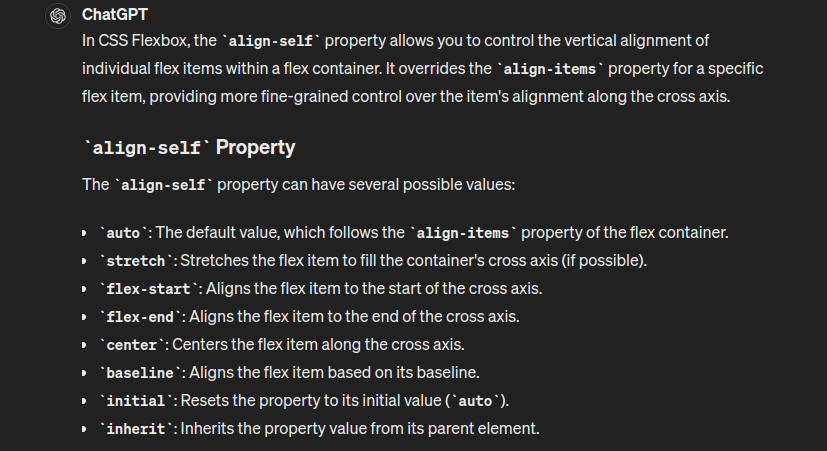 ChatGPT
In CSS Flexbox, the `align-self` property allows you to control the vertical alignment of
individual flex items within a flex container. It overrides the `align-items` property for a specific
flex item, providing more fine-grained control over the item's alignment along the cross axis.
`align-self` Property
The `align-self` property can have several possible values:
• `auto`: The default value, which follows the `align-items` property of the flex container.
• `stretch`: Stretches the flex item to fill the container's cross axis (if possible).
• `flex-start`: Aligns the flex item to the start of the cross axis.
• `flex-end`: Aligns the flex item to the end of the cross axis.
• `center`: Centers the flex item along the cross axis.
• `baseline`: Aligns the flex item based on its baseline.
• `initial`: Resets the property to its initial value (`auto`).
• `inherit`: Inherits the property value from its parent element.